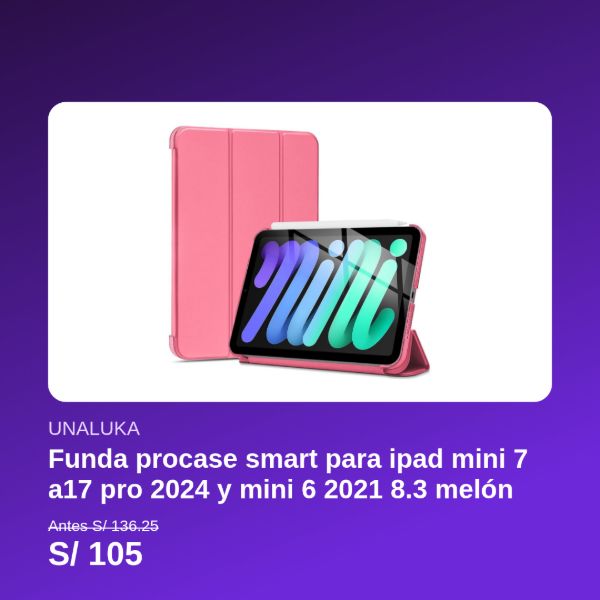 UNALUKA
Funda procase smart para ipad mini 7
a17 pro 2024 y mini 6 2021 8.3 melón
Antes S/ 136.25
S/ 105